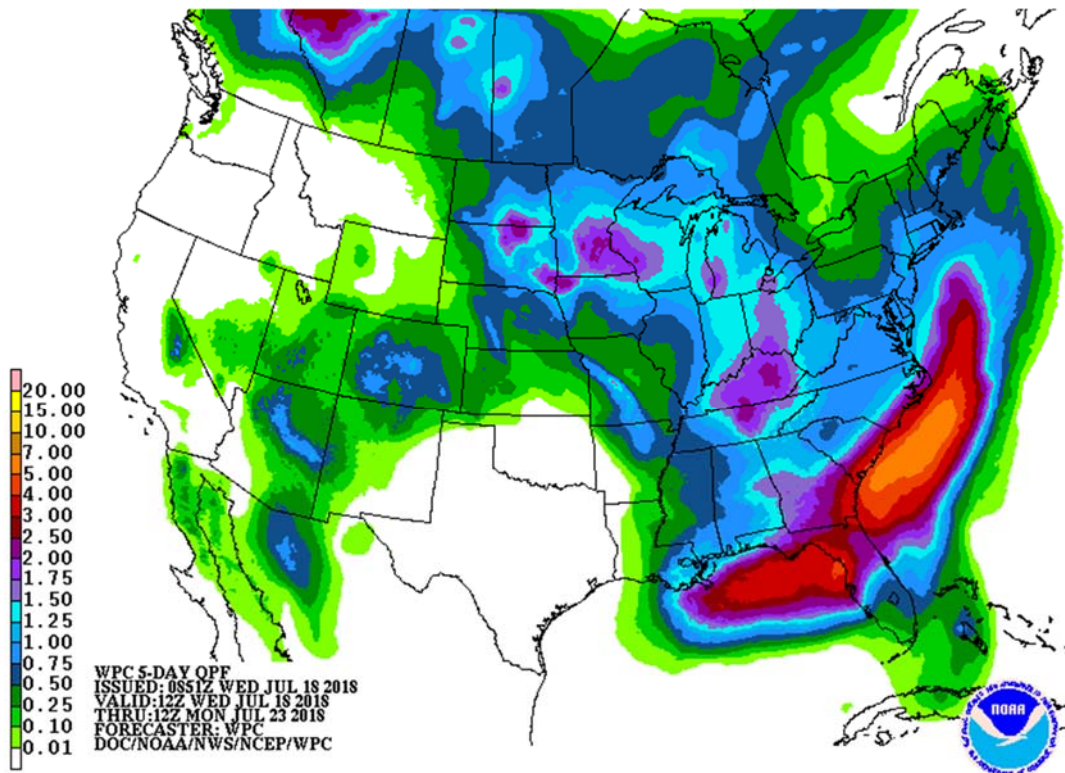 20.00
15.00
10.00
7.00
5.00
4.00
3.00
2.50
2.00
1.75
1.50
1.25
1.00
0.75
0.50
0.25
0.10
0.01
WPC 5-DAY QPF
ISSUED: 0851Z WED JUL 18 2018
VALID:12Z WED JUL 18 2018
THRU:12Z MON JUL 23 2018
FORECASTER: WPC
DOC/NOAA/NWS/NCEP/WPC
NOAA